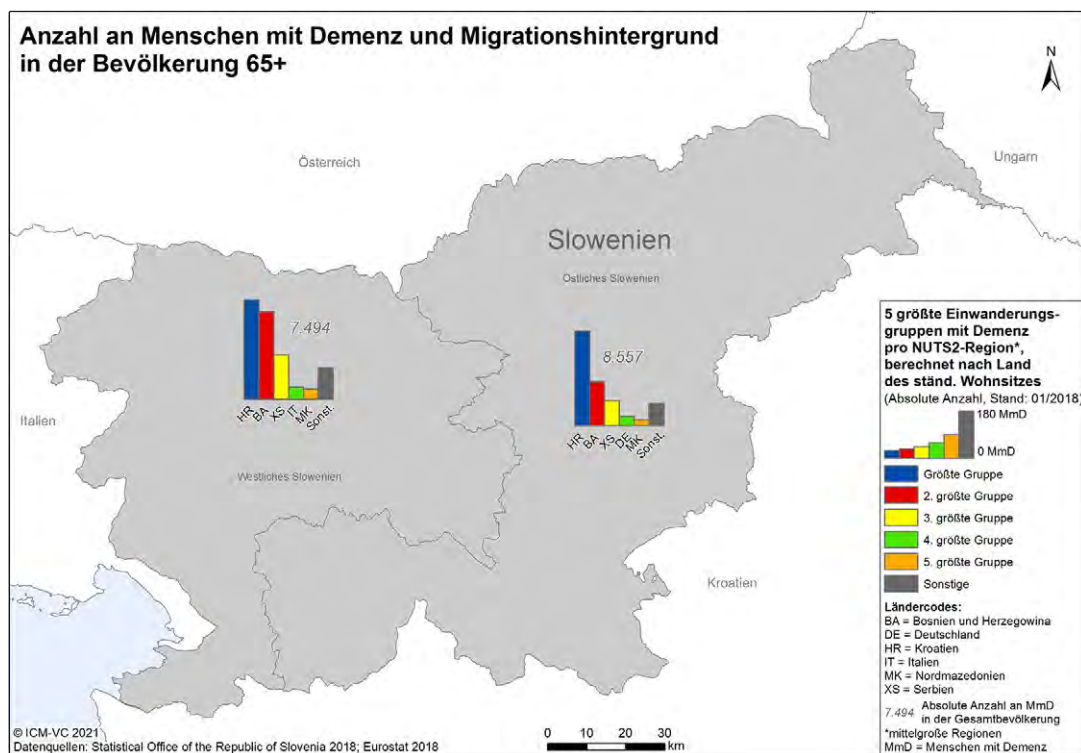 Anzahl an Menschen mit Demenz und Migrationshintergrund
in der Bevölkerung 65+
N
Österreich
Ungarn
Slowenien
Östliches Slowenien
7.494
HR
BA
XS
IT
MK
Sonst.
8.557
HR
BA
XS
DE
MK
Sonst.
Italien
Westliches Slowenien
Kroatien
5 größte Einwanderungs-
gruppen mit Demenz
pro NUTS2-Region*,
berechnet nach Land
des ständ. Wohnsitzes
(Absolute Anzahl, Stand: 01/2018)
180 MmD
0 MmD
Größte Gruppe
2. größte Gruppe
3. größte Gruppe
4. größte Gruppe
5. größte Gruppe
Sonstige
Ländercodes:
BA = Bosnien und Herzegowina
DE = Deutschland
HR = Kroatien
IT = Italien
MK = Nordmazedonien
XS = Serbien
7.494 Absolute Anzahl an MmD
in der Gesamtbevölkerung
*mittelgroße Regionen
MmD = Menschen mit Demenz
© ICM-VC 2021
Datenquellen: Statistical Office of the Republic of Slovenia 2018; Eurostat 2018
0 10 20 30
km